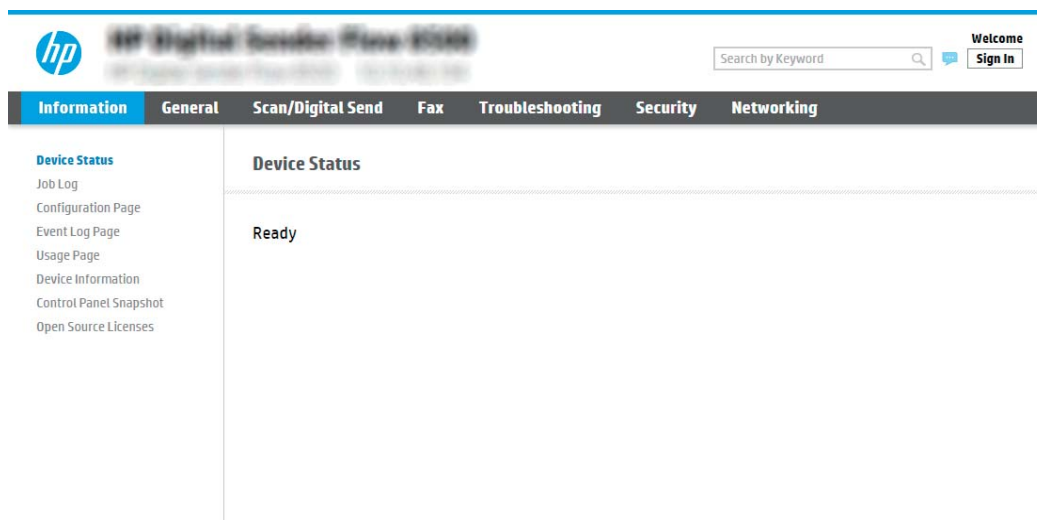 hp
Welcome
Search by Keyword
Sign In
Information General Scan/Digital Send Fax Troubleshooting Security Networking
Device Status
Job Log
Configuration Page
Event Log Page
Usage Page
Device Information
Control Panel Snapshot
Open Source Licenses
Device Status
Ready